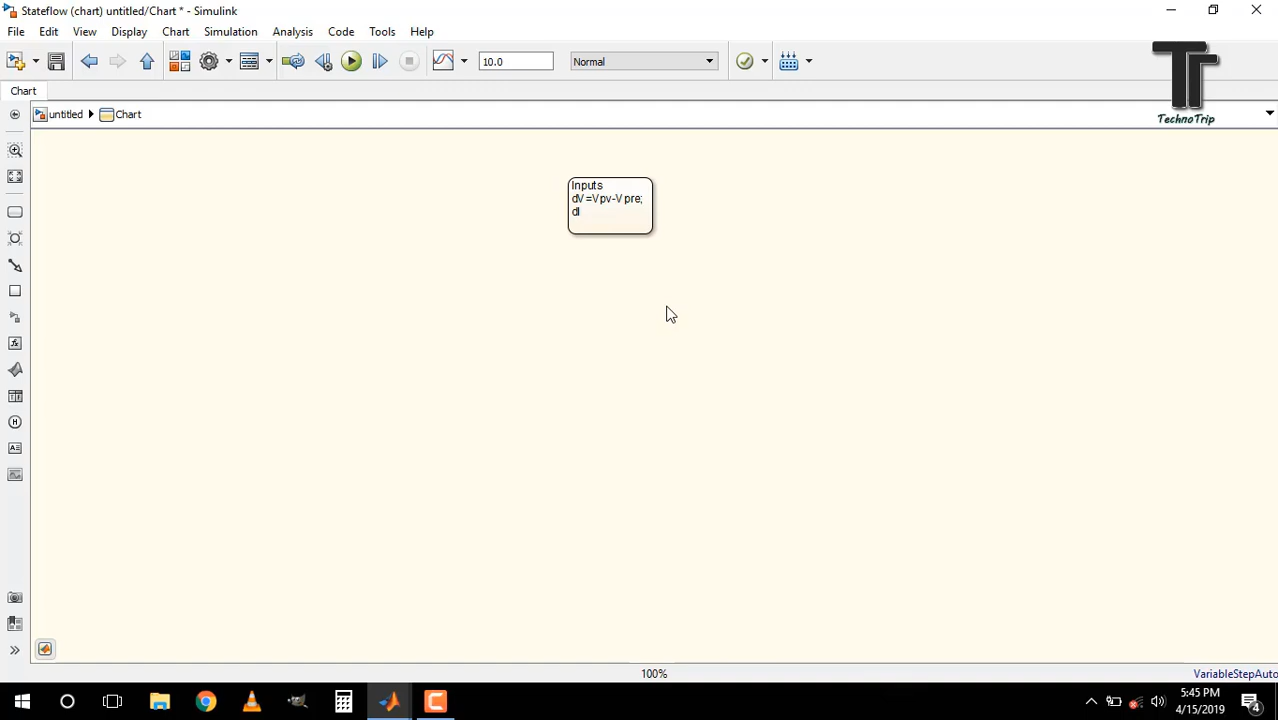 Stateflow (chart) untitled/Chart * - Simulink
File Edit View Display Chart Simulation Analysis Code Tools Help
10.0 Normal
TechnoTrip
Chart
untitled Chart
Inputs
dV=Vpv-Vpre;
dI
100% VariableStepAuto
5:45 PM
4/15/2019
4